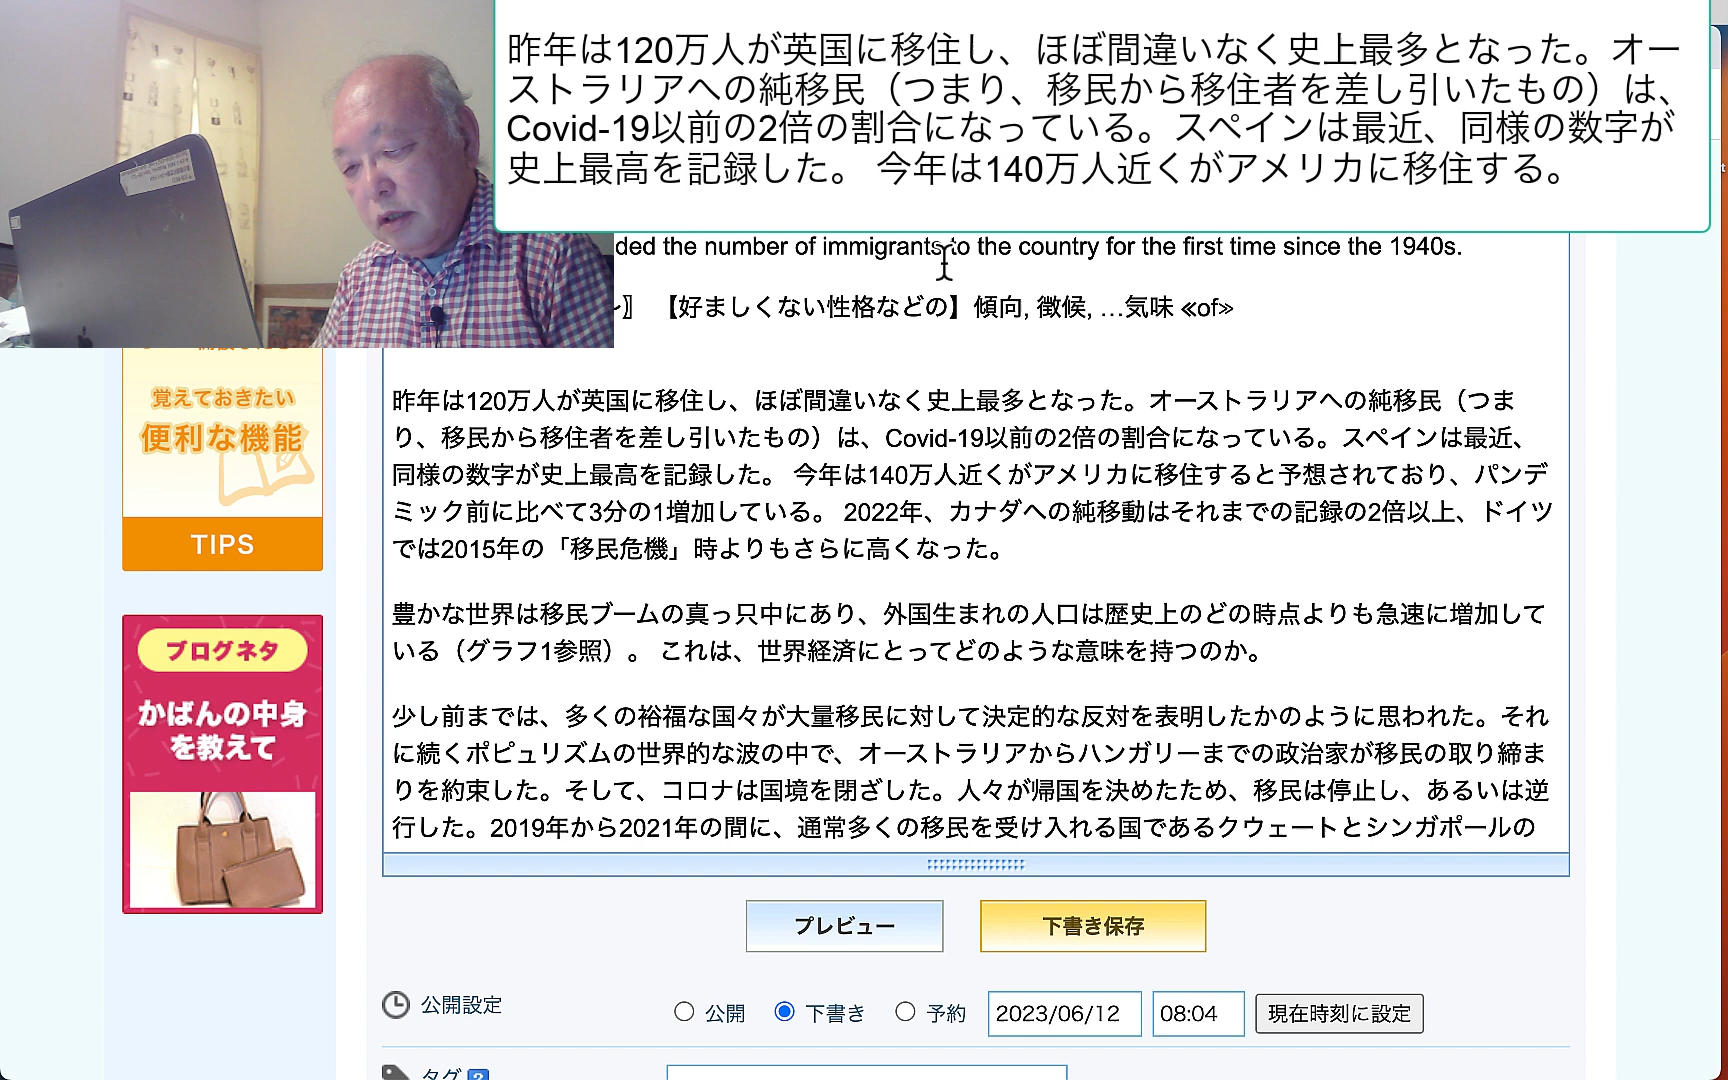 昨年は120万人が英国に移住し、ほぼ間違いなく史上最多となった。オー
ストラリアへの純移民（つまり、移民から移住者を差し引いたもの）は、
Covid-19以前の2倍の割合になっている。スペインは最近、同様の数字が
史上最高を記録した。 今年は140万人近くがアメリカに移住する。
ded the number of immigrants to the country for the first time since the 1940s.
〛 【好ましくない性格などの】傾向, 徴候, …気味 ≪of≫
昨年は120万人が英国に移住し、ほぼ間違いなく史上最多となった。オーストラリアへの純移民（つま
り、移民から移住者を差し引いたもの）は、Covid-19以前の2倍の割合になっている。スペインは最近、
同様の数字が史上最高を記録した。 今年は140万人近くがアメリカに移住すると予想されており、パンデ
ミック前に比べて3分の1増加している。 2022年、カナダへの純移動はそれまでの記録の2倍以上、ドイツ
では2015年の「移民危機」時よりもさらに高くなった。
豊かな世界は移民ブームの真っ只中にあり、外国生まれの人口は歴史上のどの時点よりも急速に増加して
いる（グラフ1参照）。 これは、世界経済にとってどのような意味を持つのか。
少し前までは、多くの裕福な国々が大量移民に対して決定的な反対を表明したかのように思われた。それ
に続くポピュリズムの世界的な波の中で、オーストラリアからハンガリーまでの政治家が移民の取り締ま
りを約束した。そして、コロナは国境を閉ざした。人々が帰国を決めたため、移民は停止し、あるいは逆
行した。2019年から2021年の間に、通常多くの移民を受け入れる国であるクウェートとシンガポールの
覚えておきたい
便利な機能
TIPS
ブログネタ
かばんの中身
を教えて
プレビュー
下書き保存
公開設定
公開
下書き
予約
2023/06/12
08:04
現在時刻に設定
タグ